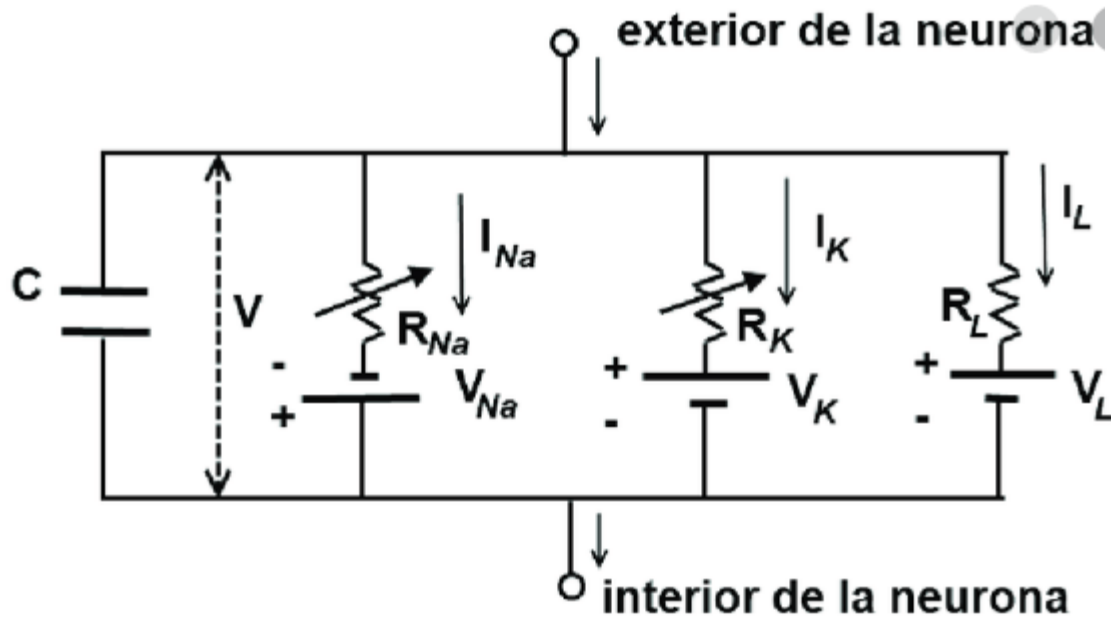 exterior de la neurona
I_Na
I_K
I_L
C
V
R_Na
R_K
R_L
-
+
V_Na
+
-
V_K
+
-
V_L
interior de la neurona